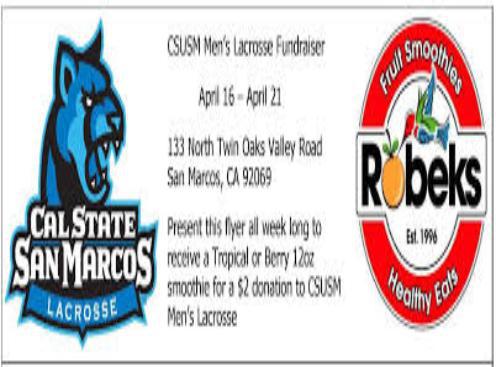 CSUSM Men's Lacrosse Fundraiser
April 16 - April 21
133 North Twin Oaks Valley Road
San Marcos, CA 92069
Present this flyer all week long to
receive a Tropical or Berry 12oz
smoothie for a $2 donation to CSUSM
Men's Lacrosse
CAL STATE
SAN MARCOS
LACROSSE
Fruit Smoothies
Robeks
Est. 1996
Healthy Eats